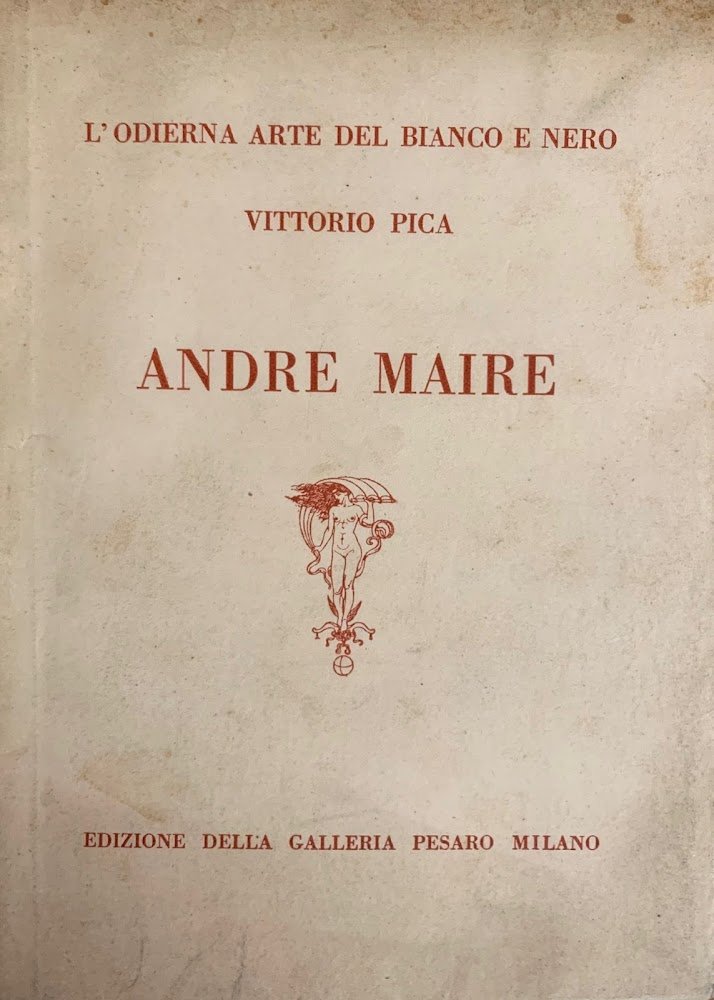 L'ODIERNA ARTE DEL BIANCO E NERO
VITTORIO PICA
ANDRE MAIRE
EDIZIONE DELLA GALLERIA PESARO MILANO